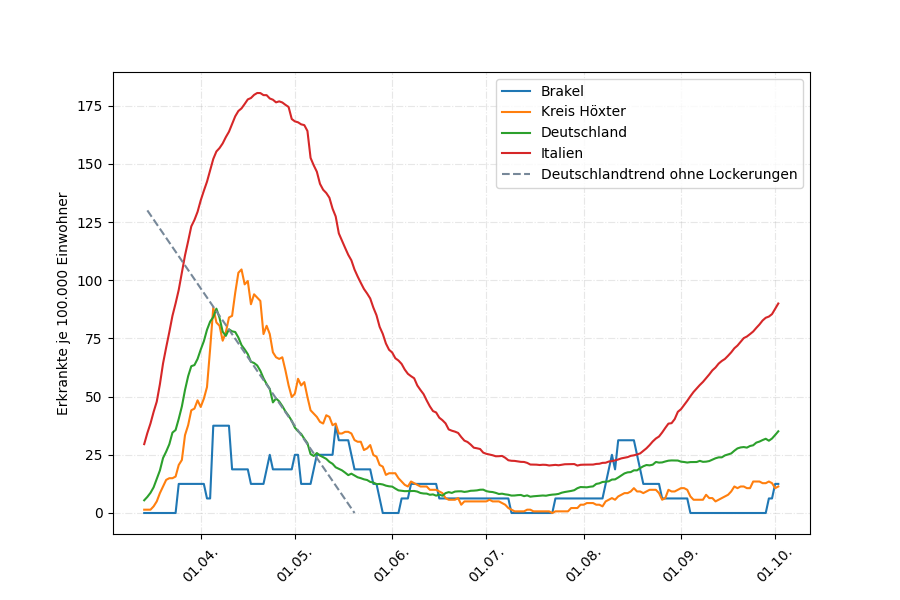 Brakel
Kreis Höxter
Deutschland
Italien
Deutschlandtrend ohne Lockerungen
Erkrankte je 100.000 Einwohner
175
150
125
100
75
50
25
0
01.04.
01.05.
01.06.
01.07.
01.08.
01.09.
01.10.